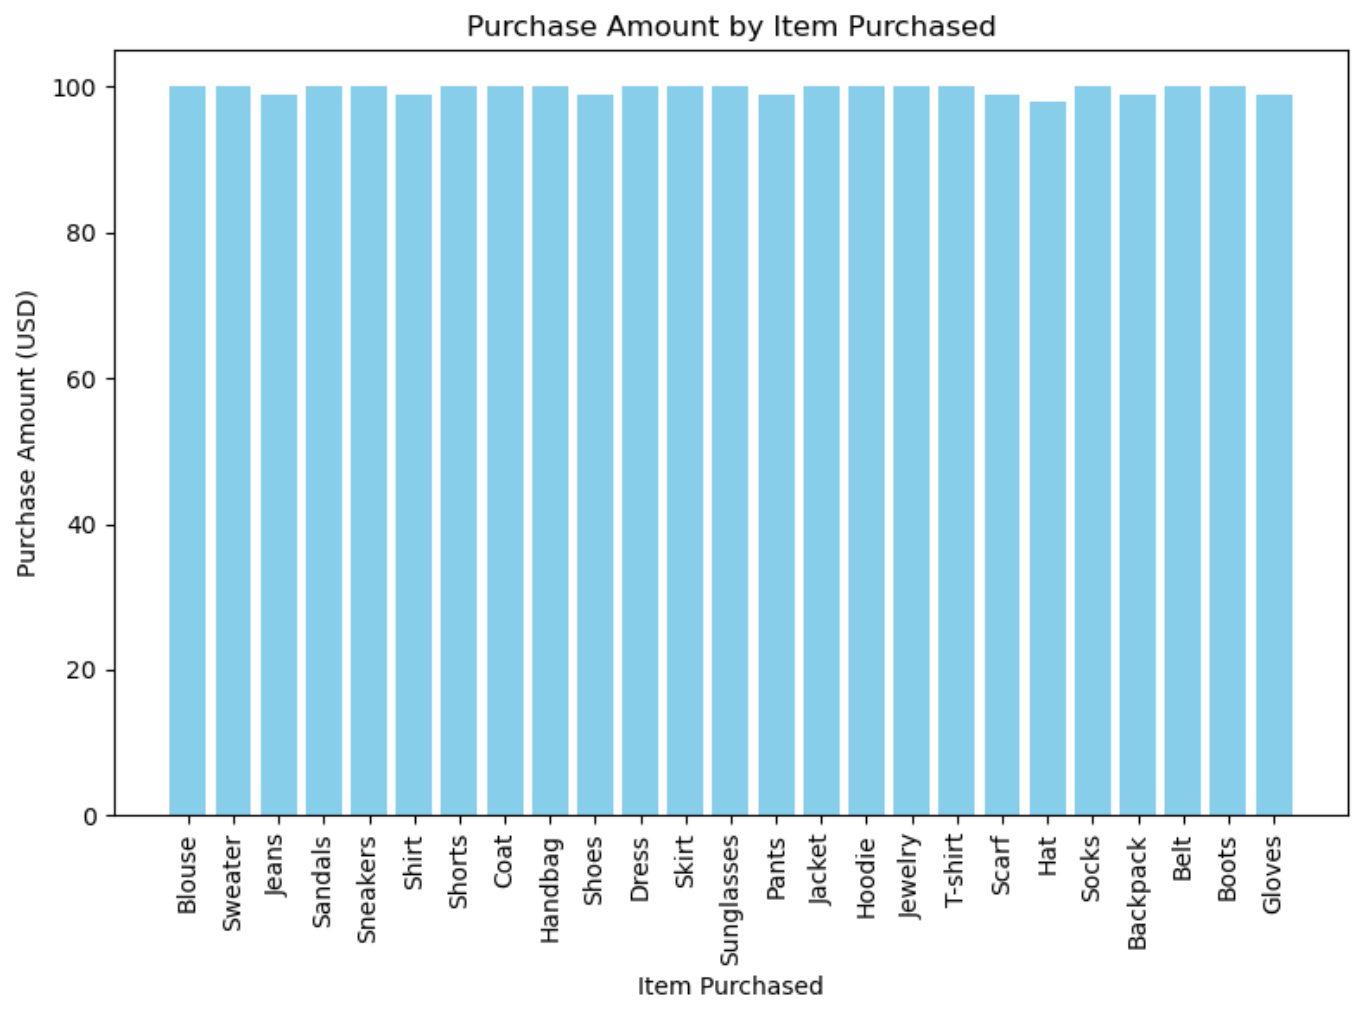 Purchase Amount by Item Purchased
Purchase Amount (USD)
100
80
60
40
20
0
Blouse
Sweater
Jeans
Sandals
Sneakers
Shirt
Shorts
Coat
Handbag
Shoes
Dress
Skirt
Sunglasses
Pants
Jacket
Hoodie
Jewelry
T-shirt
Scarf
Hat
Socks
Backpack
Belt
Boots
Gloves
Item Purchased